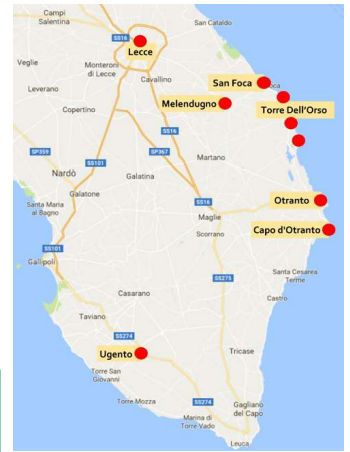 Campi
Salentina
San Cataldo
SS16
Lecce
Veglie
Monteroni
di Lecce
Cavallino
San Foca
Leverano
Melendugno
Torre Dell'Orso
Copertino
SS16
SP359
SS101
SP367
Martano
Nardò
Galatina
Galatone
Santa Maria
al Bagno
SS16
Otranto
Maglie
Scorrano
Capo d'Otranto
SS101
Gallipoli
Santa Cesarea
Terme
SS275
Casarano
Castro
Taviano
SS274
Ugento
Tricase
Torre San
Giovanni
Torre Mozza
SS274
Gagliano
del Capo
Marina di
Torre Vado
Leuca